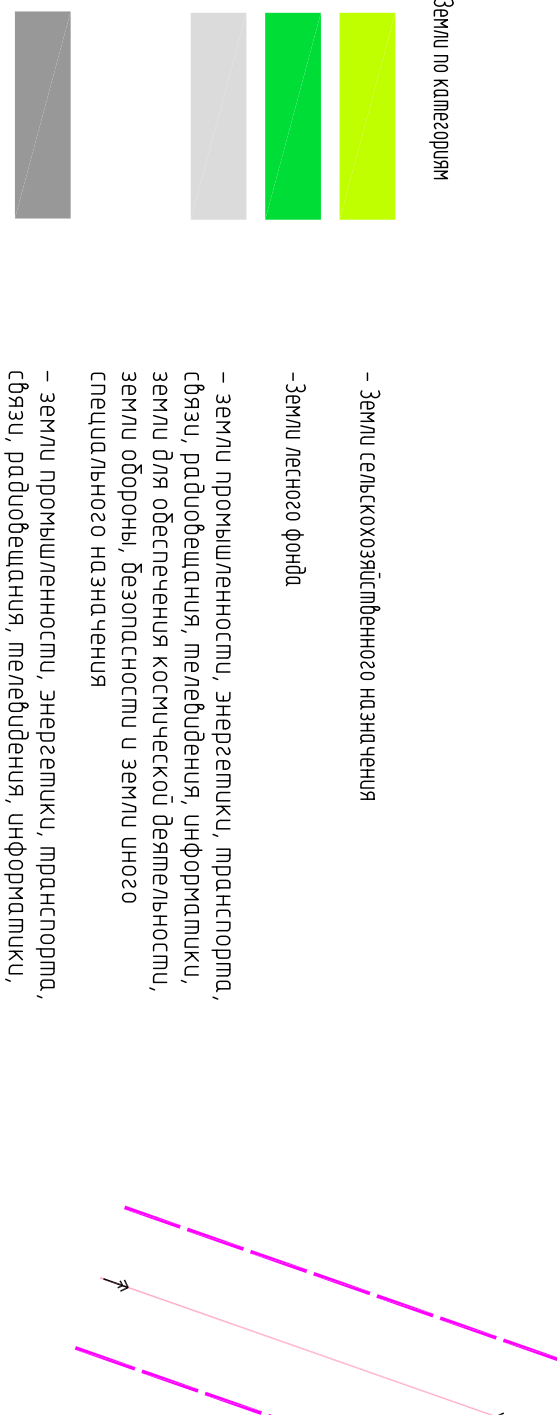 Земли по категориям
- Земли сельскохозяйственного назначения
-Земли лесного фонда
- земли промышленности, энергетики, транспорта,
связи, радиовещания, телевидения, информатики,
земли для обеспечения космической деятельности,
земли обороны, безопасности и земли иного
специального назначения
- земли промышленности, энергетики, транспорта,
связи, радиовещания, телевидения, информатики,